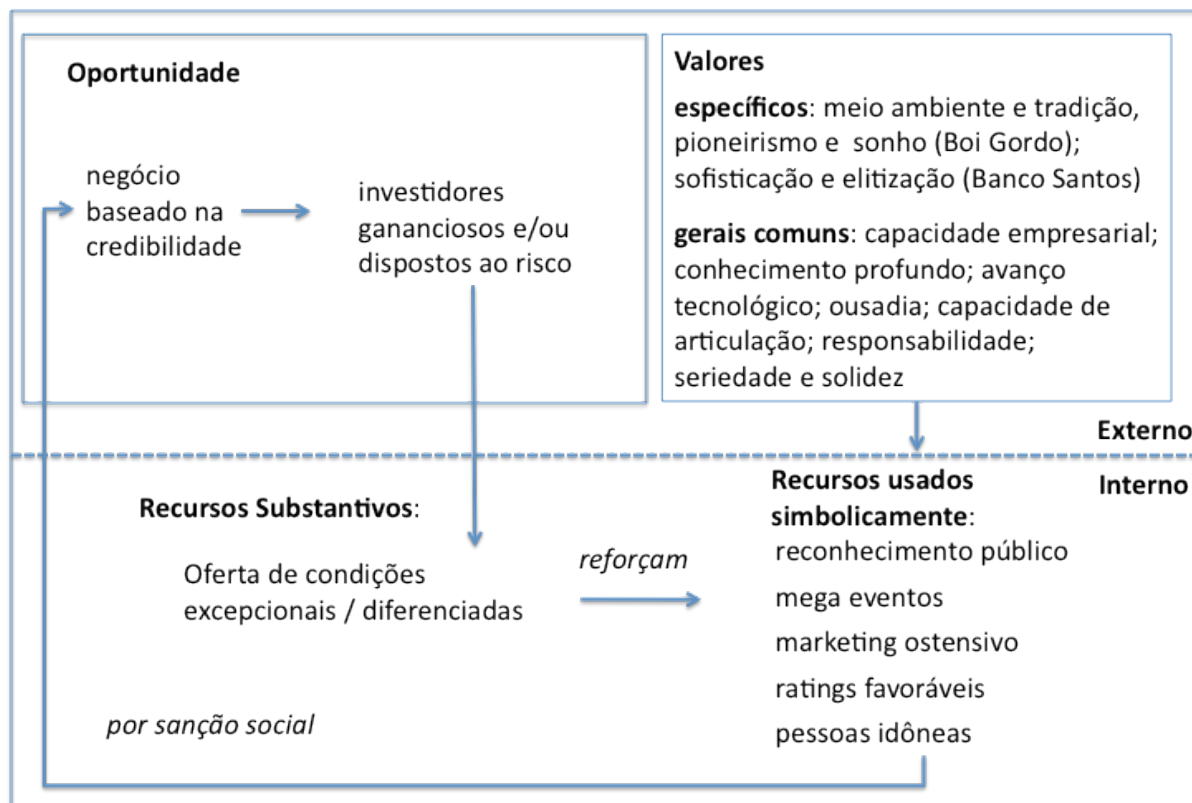 Oportunidade
negócio
baseado na
credibilidade
investidores
gananciosos e/ou
dispostos ao risco
Valores
específicos: meio ambiente e tradição,
pioneirismo e sonho (Boi Gordo);
sofisticação e elitização (Banco Santos)
gerais comuns: capacidade empresarial;
conhecimento profundo; avanço
tecnológico; ousadia; capacidade de
articulação; responsabilidade;
seriedade e solidez
Externo
Interno
Recursos Substantivos:
Oferta de condições
excepcionais / diferenciadas
reforçam
Recursos usados
simbolicamente:
reconhecimento público
mega eventos
marketing ostensivo
ratings favoráveis
pessoas idôneas
por sanção social